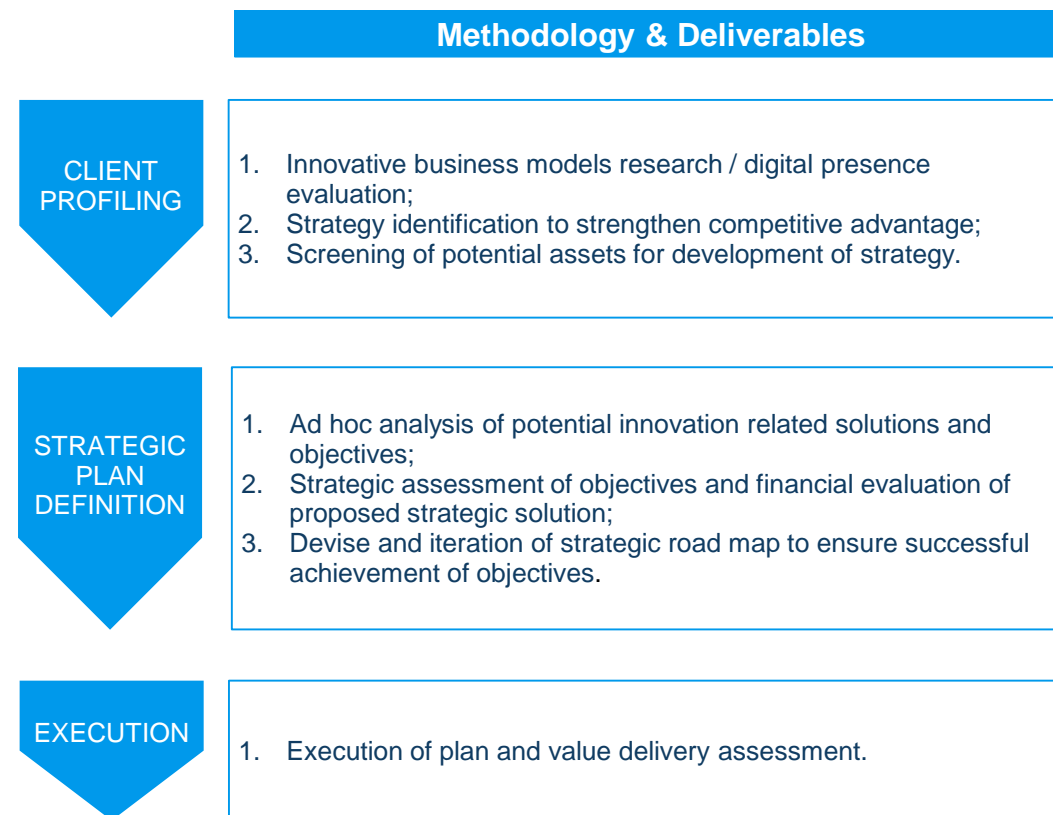 Methodology & Deliverables
CLIENT
PROFILING
1. Innovative business models research / digital presence
evaluation;
2. Strategy identification to strengthen competitive advantage;
3. Screening of potential assets for development of strategy.
STRATEGIC
PLAN
DEFINITION
1. Ad hoc analysis of potential innovation related solutions and
objectives;
2. Strategic assessment of objectives and financial evaluation of
proposed strategic solution;
3. Devise and iteration of strategic road map to ensure successful
achievement of objectives.
EXECUTION
1. Execution of plan and value delivery assessment.